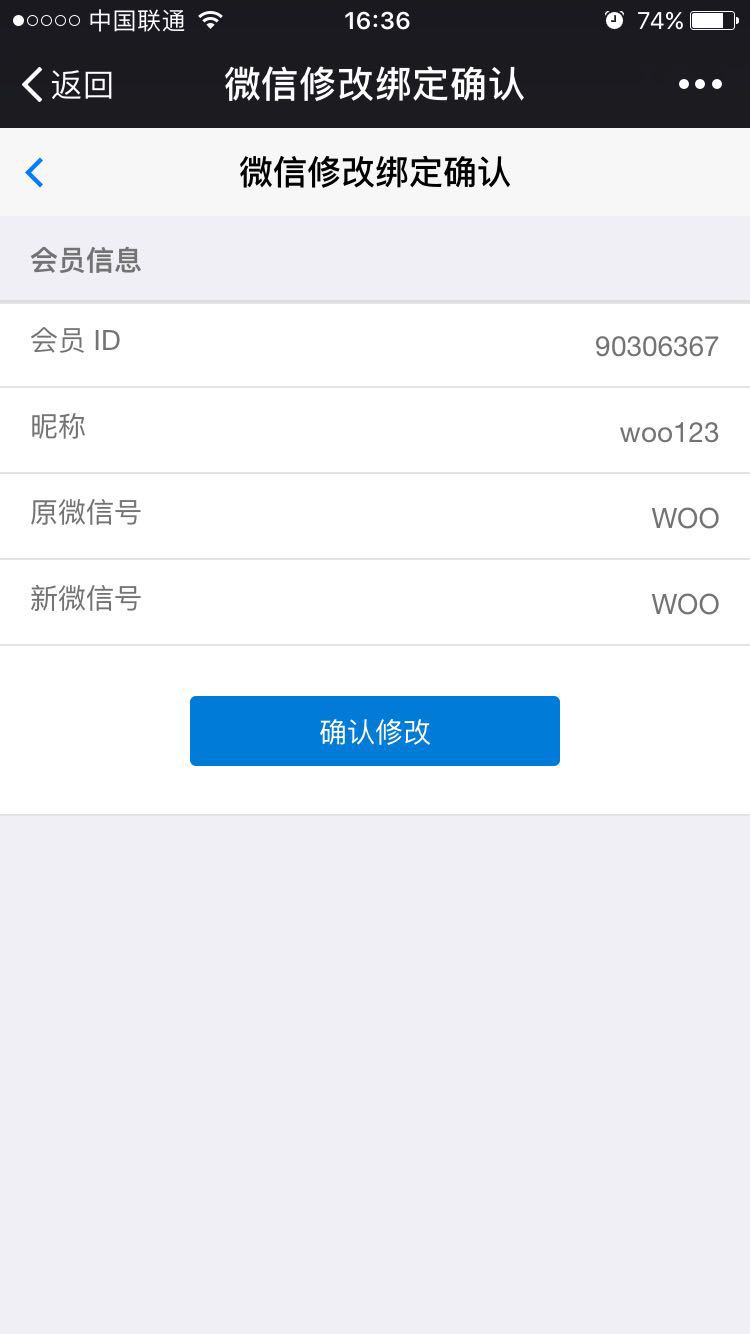 中国联通 16:36 74%
返回 微信修改绑定确认
微信修改绑定确认
会员信息
会员 ID 90306367
昵称 woo123
原微信号 WOO
新微信号 WOO
确认修改